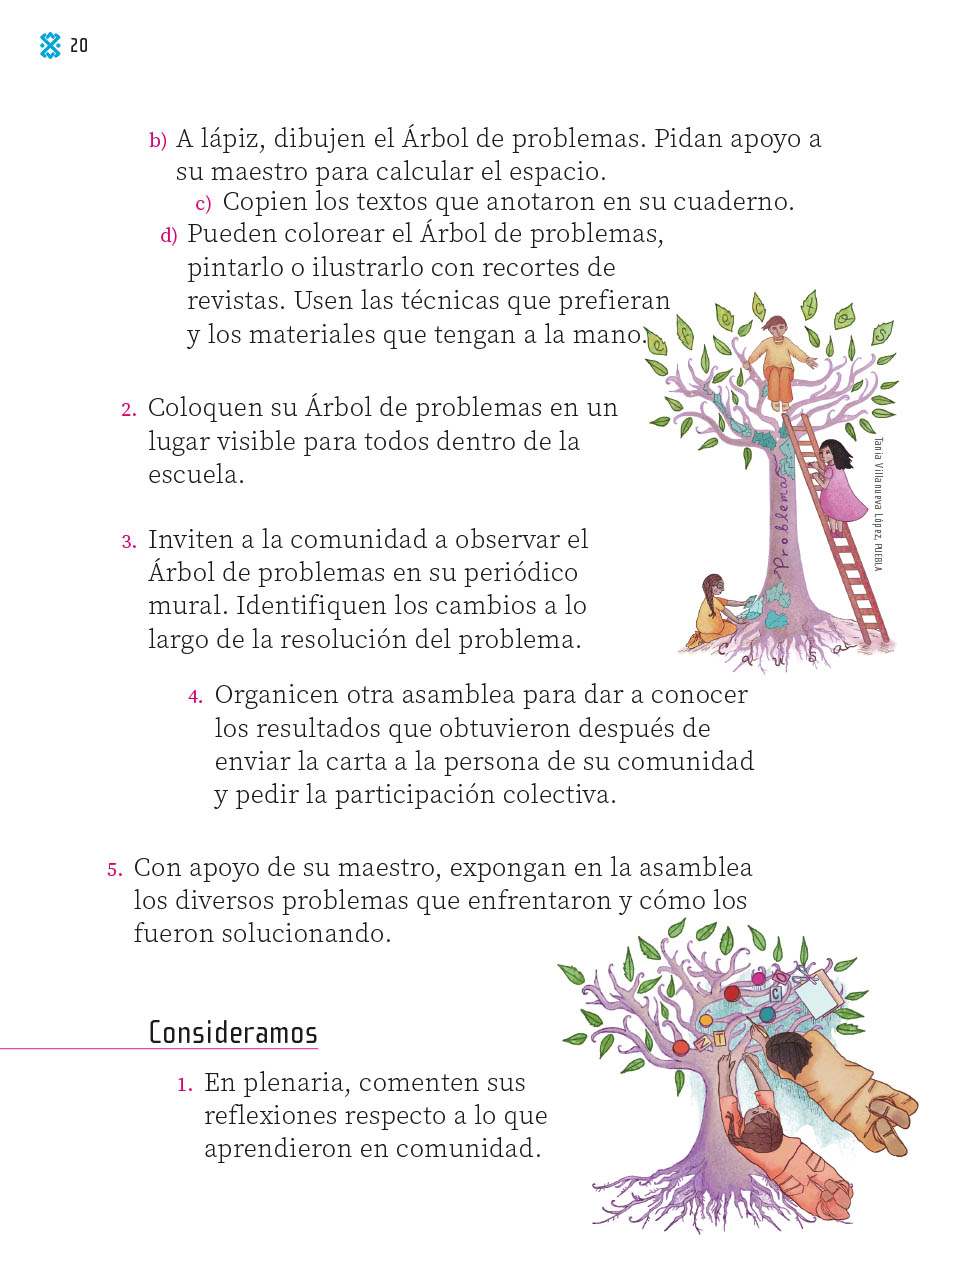 20
b) A lápiz, dibujen el Árbol de problemas. Pidan apoyo a
su maestro para calcular el espacio.
c) Copien los textos que anotaron en su cuaderno.
d) Pueden colorear el Árbol de problemas,
pintarlo o ilustrarlo con recortes de
revistas. Usen las técnicas que prefieran
y los materiales que tengan a la mano.
e f e c t o s
Problema
Causa
Tania Villanueva López, PUEBLA
2. Coloquen su Árbol de problemas en un
lugar visible para todos dentro de la
escuela.
3. Inviten a la comunidad a observar el
Árbol de problemas en su periódico
mural. Identifiquen los cambios a lo
largo de la resolución del problema.
4. Organicen otra asamblea para dar a conocer
los resultados que obtuvieron después de
enviar la carta a la persona de su comunidad
y pedir la participación colectiva.
5. Con apoyo de su maestro, expongan en la asamblea
los diversos problemas que enfrentaron y cómo los
fueron solucionando.
N T C O
Consideramos
1. En plenaria, comenten sus
reflexiones respecto a lo que
aprendieron en comunidad.